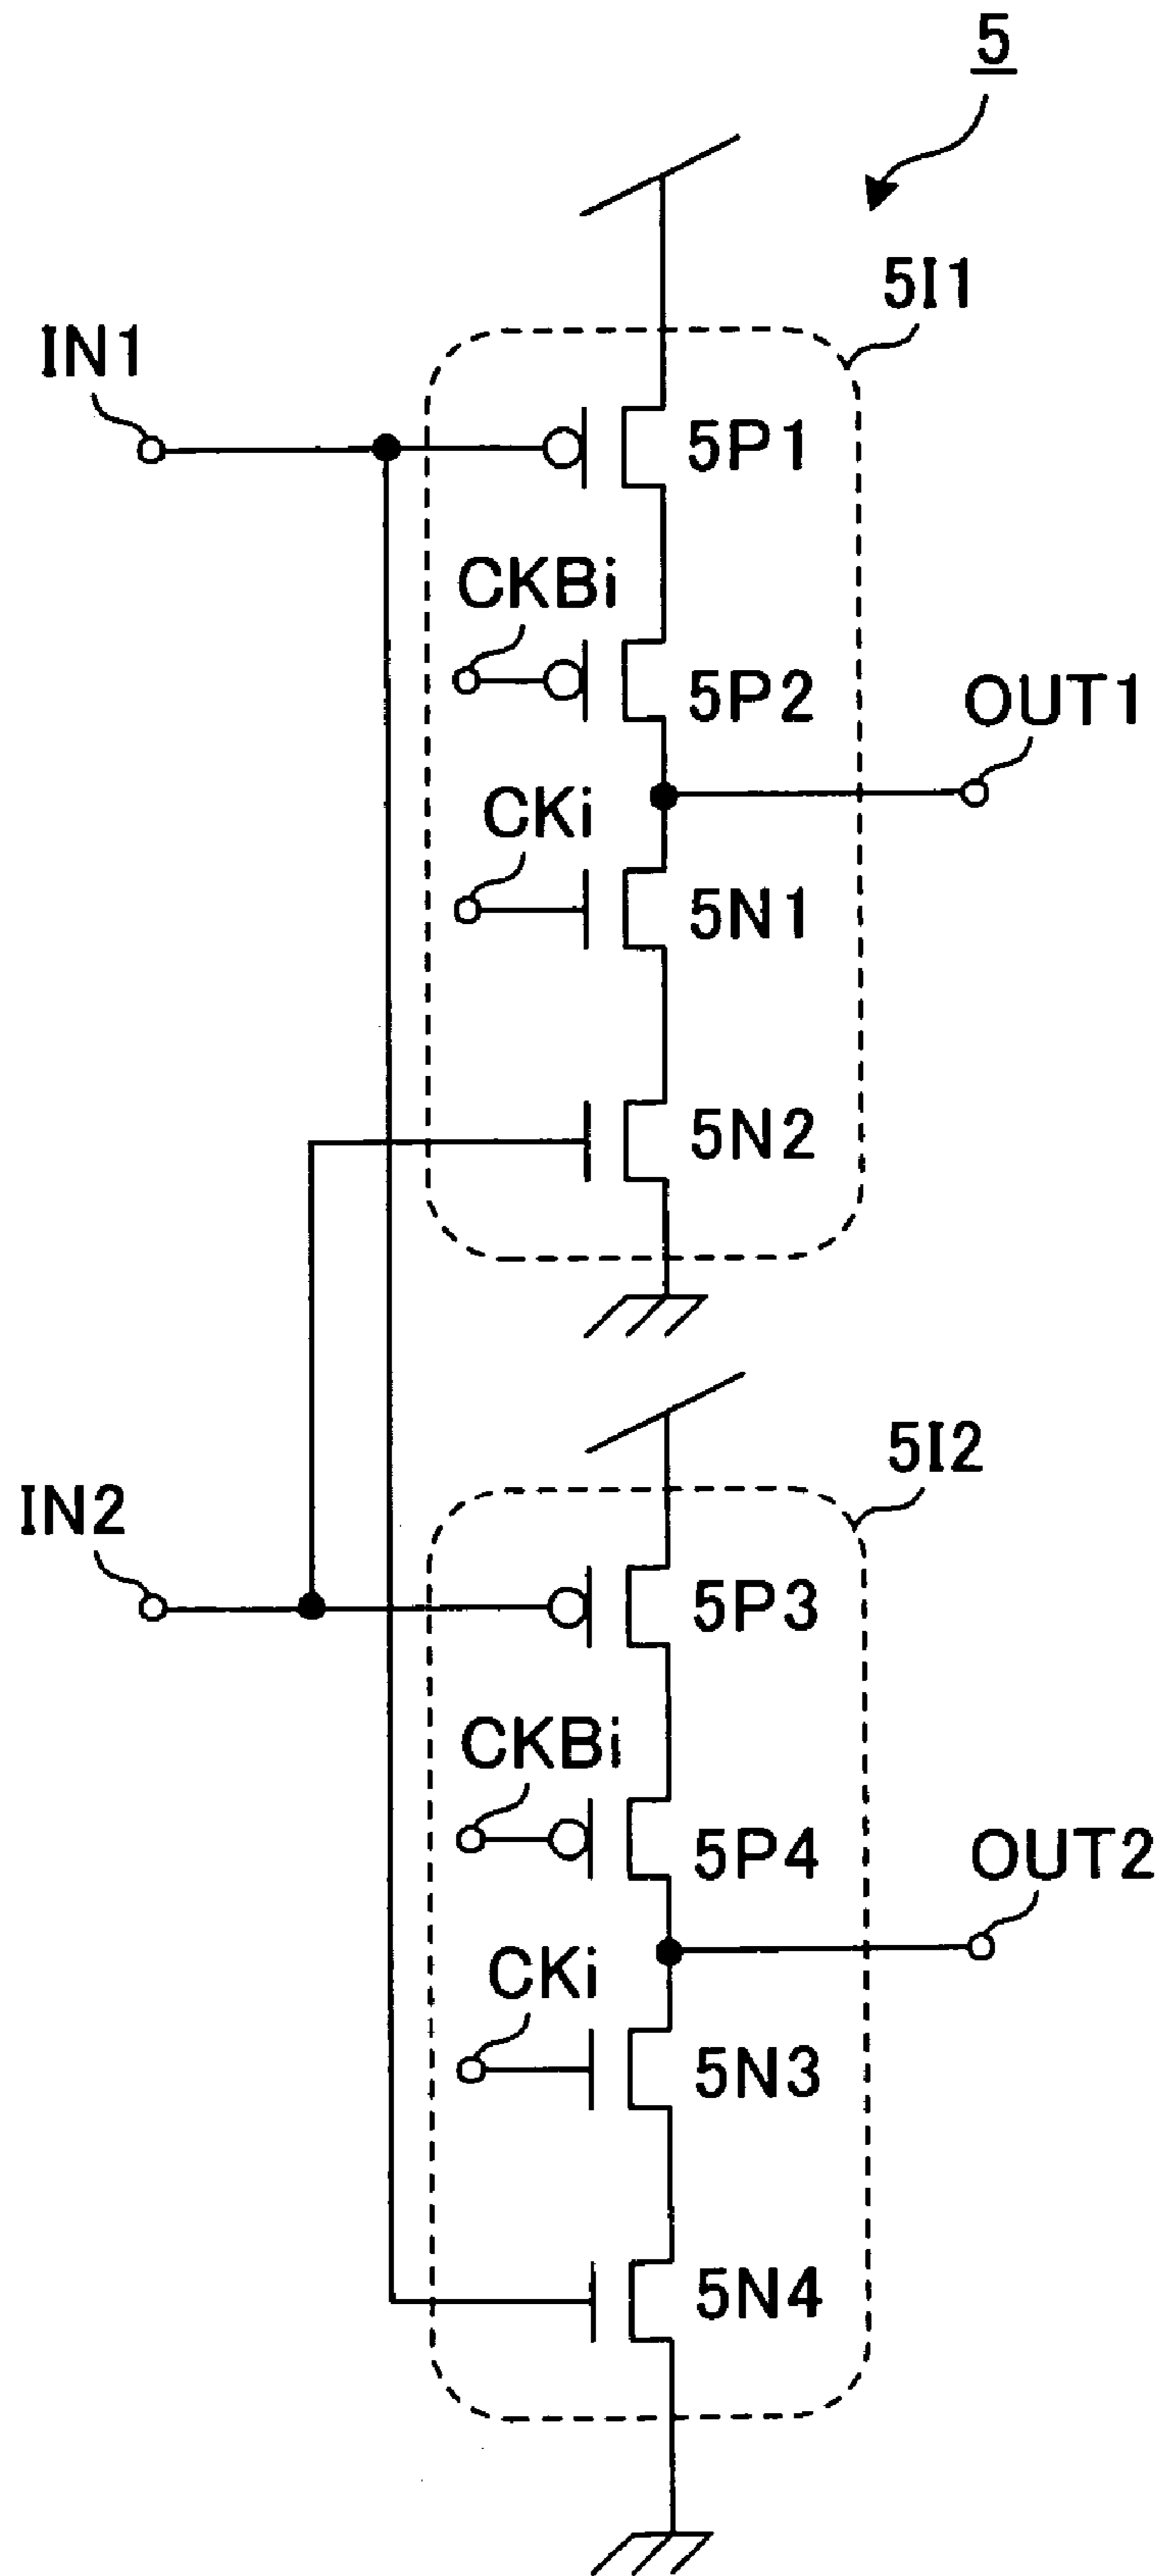 5
5I1
IN1
5P1
CKBi
5P2
OUT1
CKi
5N1
5N2
5I2
IN2
5P3
CKBi
5P4
OUT2
CKi
5N3
5N4